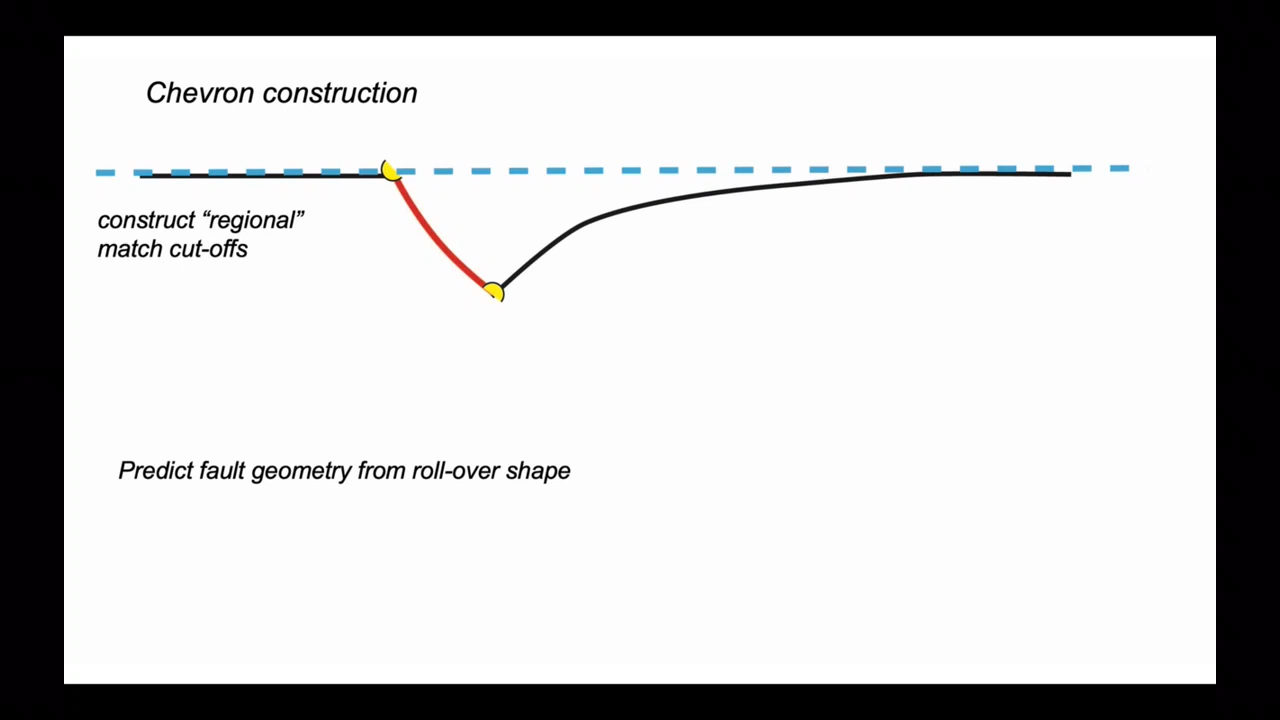 Chevron construction
construct “regional”
match cut-offs
Predict fault geometry from roll-over shape